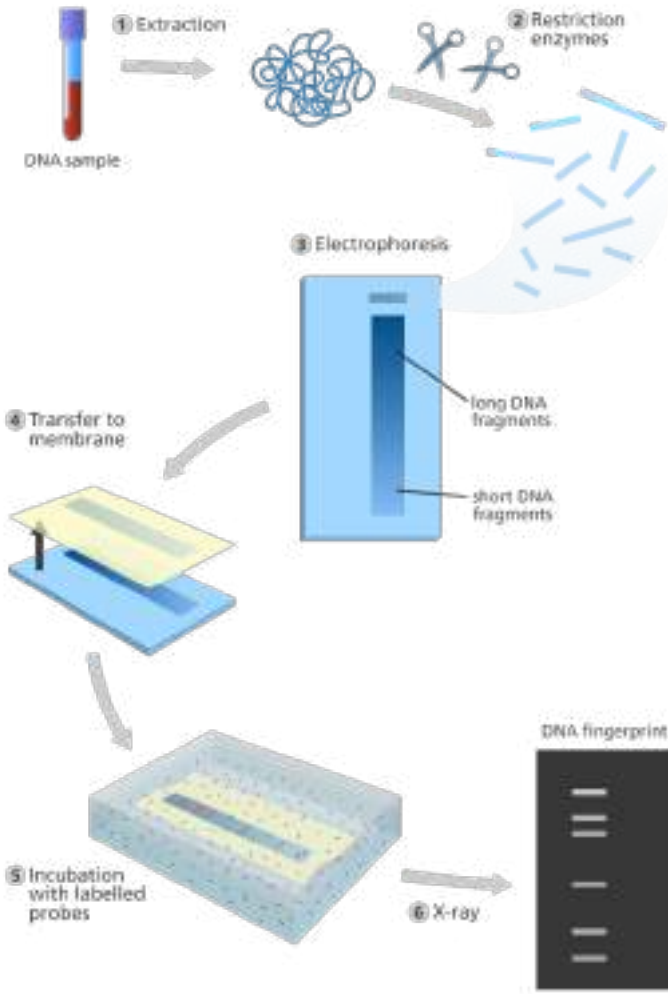 1 Extraction
2 Restriction
enzymes
DNA sample
3 Electrophoresis
long DNA
fragments
short DNA
fragments
4 Transfer to
membrane
5 Incubation
with labelled
probes
6 X-ray
DNA fingerprint